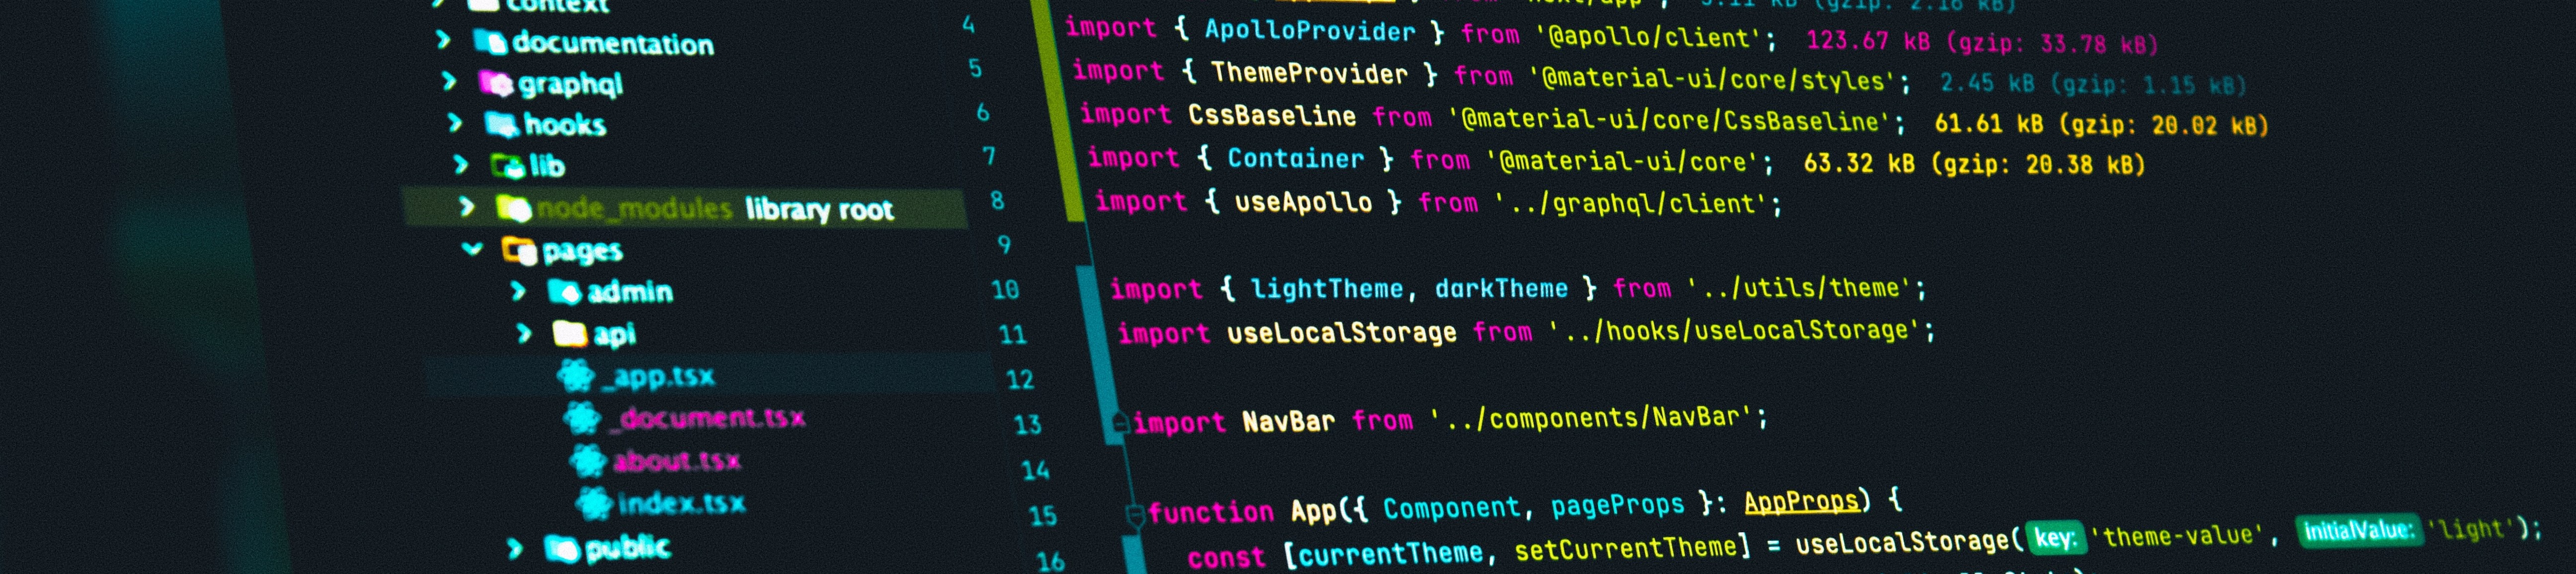 context
documentation
graphql
hooks
lib
node_modules library root
pages
admin
api
_app.tsx
_document.tsx
about.tsx
index.tsx
public
4 import { ApolloProvider } from '@apollo/client'; 123.67 kB (gzip: 33.78 kB)
5 import { ThemeProvider } from '@material-ui/core/styles'; 2.45 kB (gzip: 1.15 kB)
6 import CssBaseline from '@material-ui/core/CssBaseline'; 61.61 kB (gzip: 20.02 kB)
7 import { Container } from '@material-ui/core'; 63.32 kB (gzip: 20.38 kB)
8 import { useApollo } from '../graphql/client';
9
10 import { lightTheme, darkTheme } from '../utils/theme';
11 import useLocalStorage from '../hooks/useLocalStorage';
12
13 import NavBar from '../components/NavBar';
14
15 function App({ Component, pageProps }: AppProps) {
16 const [currentTheme, setCurrentTheme] = useLocalStorage( key: 'theme-value', initialValue: 'light');